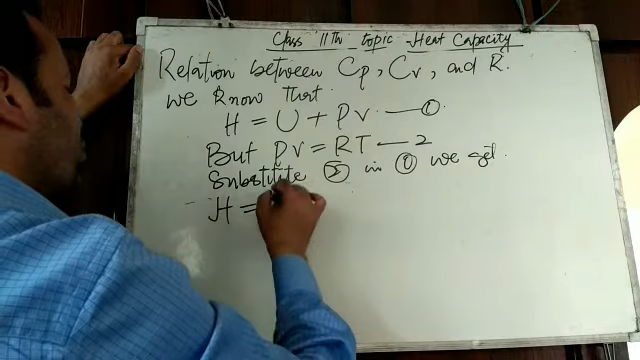 Class 11th topic Heat Capacity
Relation between Cp, Cv, and R.
we know that
H = U + PV —①
But PV = RT — 2
Substitute ② in ① we get.
H =